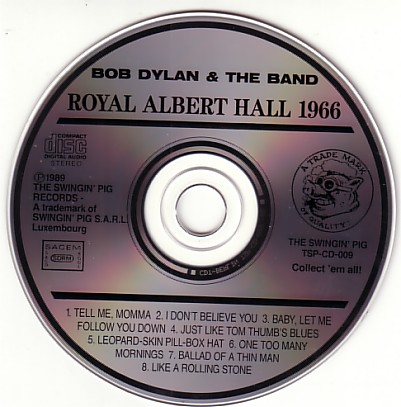 BOB DYLAN & THE BAND
ROYAL ALBERT HALL 1966
COMPACT
disc
DIGITAL AUDIO
STEREO
Ⓟ1989
THE SWINGIN' PIG
RECORDS -
A trademark of
SWINGIN' PIG S.A.R.L.
Luxembourg
SACEM
SDRM
A TRADE MARK
OF QUALITY
THE SWINGIN' PIG
TSP-CD-009
Collect 'em all!
1. TELL ME, MOMMA 2. I DON'T BELIEVE YOU 3. BABY, LET ME
FOLLOW YOU DOWN 4. JUST LIKE TOM THUMB'S BLUES
5. LEOPARD-SKIN PILL-BOX HAT 6. ONE TOO MANY
MORNINGS 7. BALLAD OF A THIN MAN
8. LIKE A ROLLING STONE